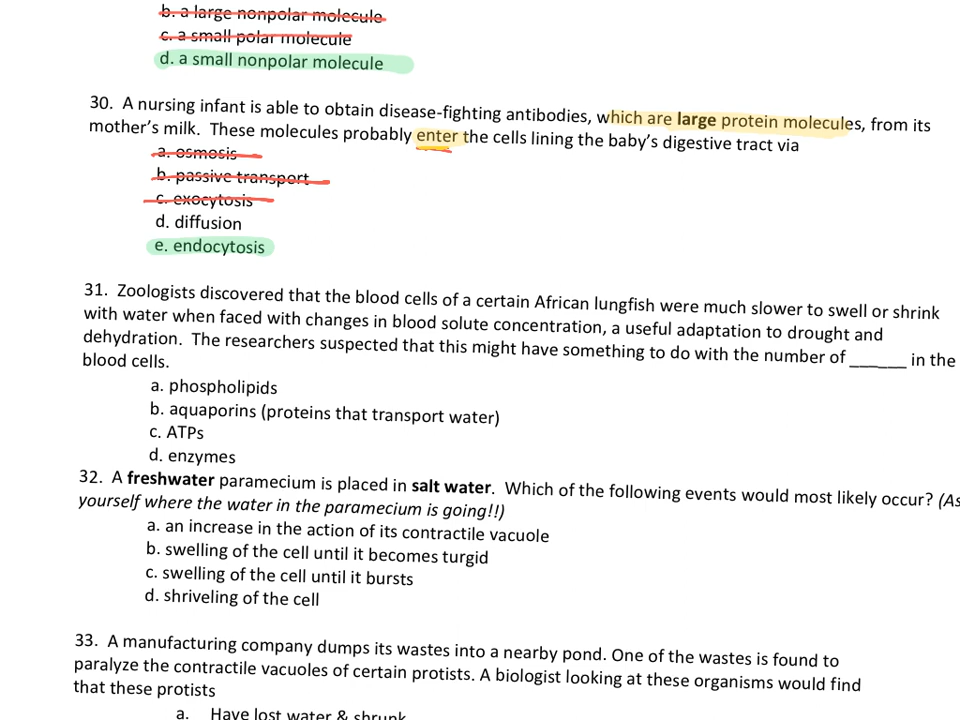 b. a large nonpolar molecule
c. a small polar molecule
d. a small nonpolar molecule
30. A nursing infant is able to obtain disease-fighting antibodies, which are large protein molecules, from its
mother's milk. These molecules probably enter the cells lining the baby's digestive tract via
a. osmosis
b. passive transport
c. exocytosis
d. diffusion
e. endocytosis
31. Zoologists discovered that the blood cells of a certain African lungfish were much slower to swell or shrink
with water when faced with changes in blood solute concentration, a useful adaptation to drought and
dehydration. The researchers suspected that this might have something to do with the number of ______ in the
blood cells.
a. phospholipids
b. aquaporins (proteins that transport water)
c. ATPs
d. enzymes
32. A freshwater paramecium is placed in salt water. Which of the following events would most likely occur? (As
yourself where the water in the paramecium is going!!)
a. an increase in the action of its contractile vacuole
b. swelling of the cell until it becomes turgid
c. swelling of the cell until it bursts
d. shriveling of the cell
33. A manufacturing company dumps its wastes into a nearby pond. One of the wastes is found to
paralyze the contractile vacuoles of certain protists. A biologist looking at these organisms would find
that these protists
a. Have lost water & shrunk